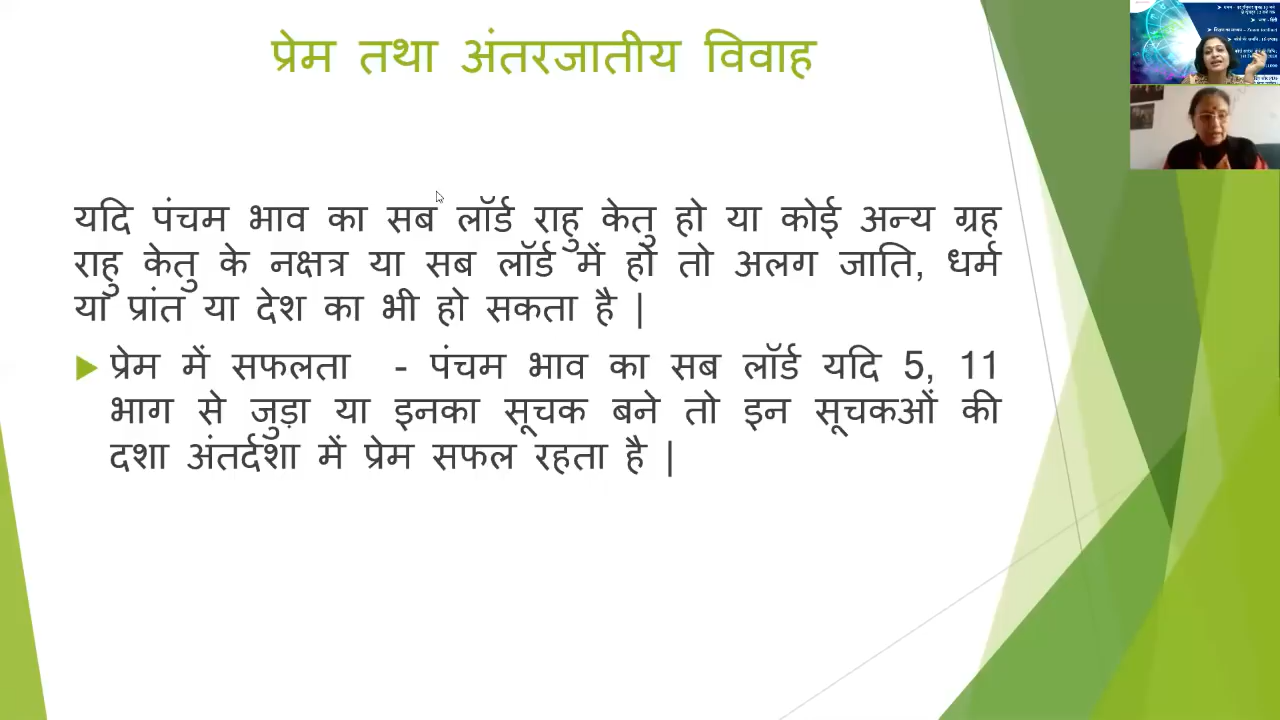 प्रेम तथा अंतरजातीय विवाह
यदि पंचम भाव का सब लॉर्ड राहु केतु हो या कोई अन्य ग्रह
राहु केतु के नक्षत्र या सब लॉर्ड में हो तो अलग जाति, धर्म
या प्रांत या देश का भी हो सकता है |
प्रेम में सफलता - पंचम भाव का सब लॉर्ड यदि 5, 11
भाग से जुड़ा या इनका सूचक बने तो इन सूचकओं की
दशा अंतर्दशा में प्रेम सफल रहता है |